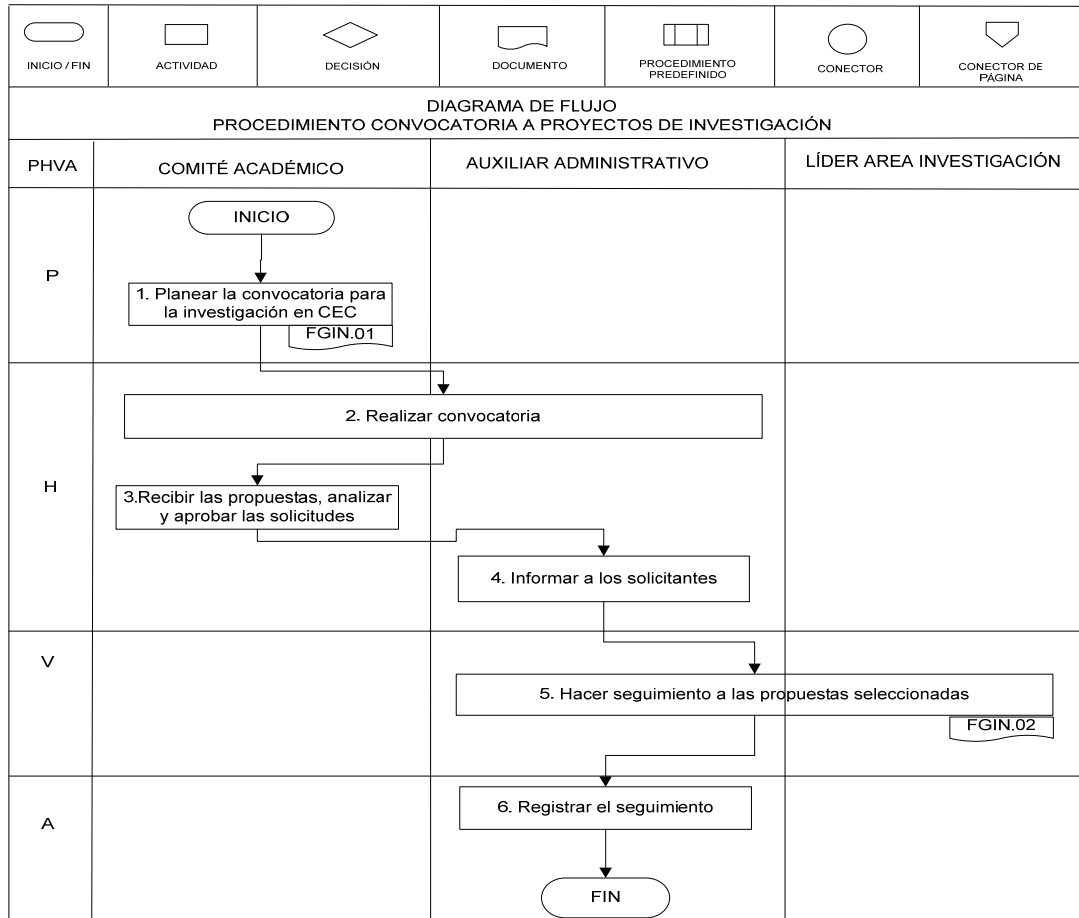 INICIO / FIN
ACTIVIDAD
DECISIÓN
DOCUMENTO
PROCEDIMIENTO
PREDEFINIDO
CONECTOR
CONECTOR DE
PÁGINA
DIAGRAMA DE FLUJO
PROCEDIMIENTO CONVOCATORIA A PROYECTOS DE INVESTIGACIÓN
PHVA
COMITÉ ACADÉMICO
AUXILIAR ADMINISTRATIVO
LÍDER AREA INVESTIGACIÓN
P
INICIO
1. Planear la convocatoria para
la investigación en CEC
FGIN.01
H
2. Realizar convocatoria
3.Recibir las propuestas, analizar
y aprobar las solicitudes
4. Informar a los solicitantes
V
5. Hacer seguimiento a las propuestas seleccionadas
FGIN.02
A
6. Registrar el seguimiento
FIN